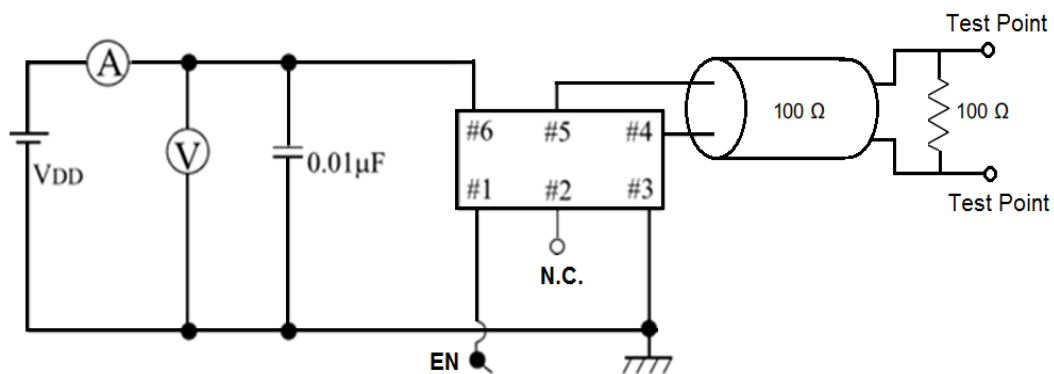 Test Point
A
100 Ω
100 Ω
#6 #5 #4
V
0.01μF
VDD
#1 #2 #3
Test Point
N.C.
EN